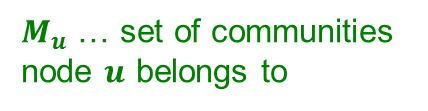 M_u … set of communities
node u belongs to